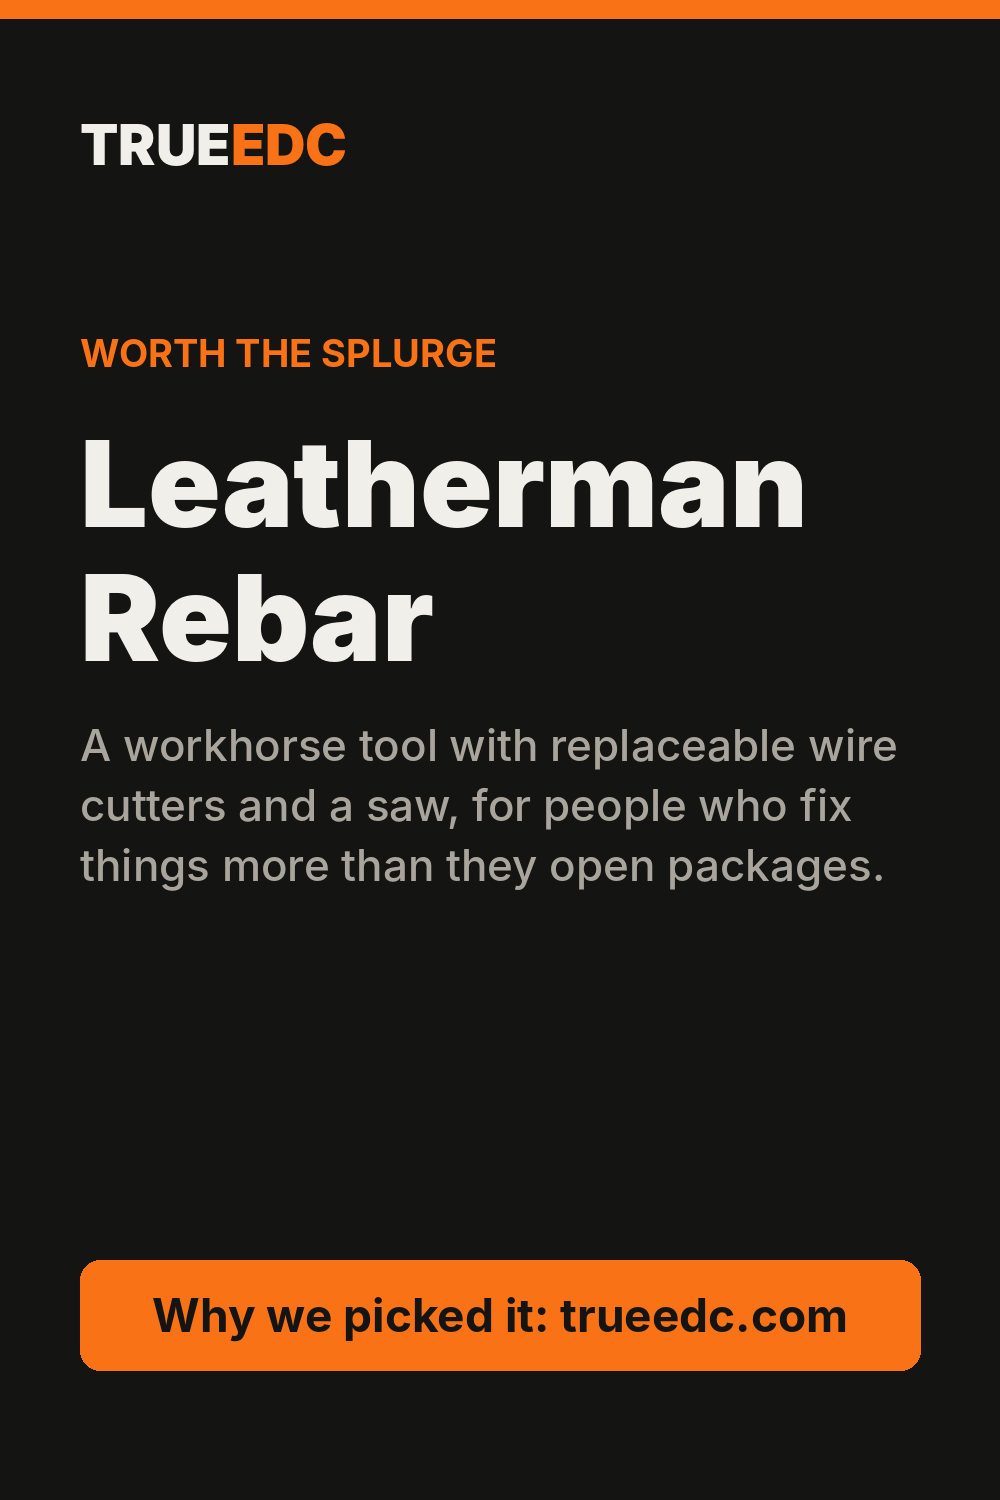 TRUEEDC
WORTH THE SPLURGE
Leatherman
Rebar
A workhorse tool with replaceable wire
cutters and a saw, for people who fix
things more than they open packages.
Why we picked it: trueedc.com